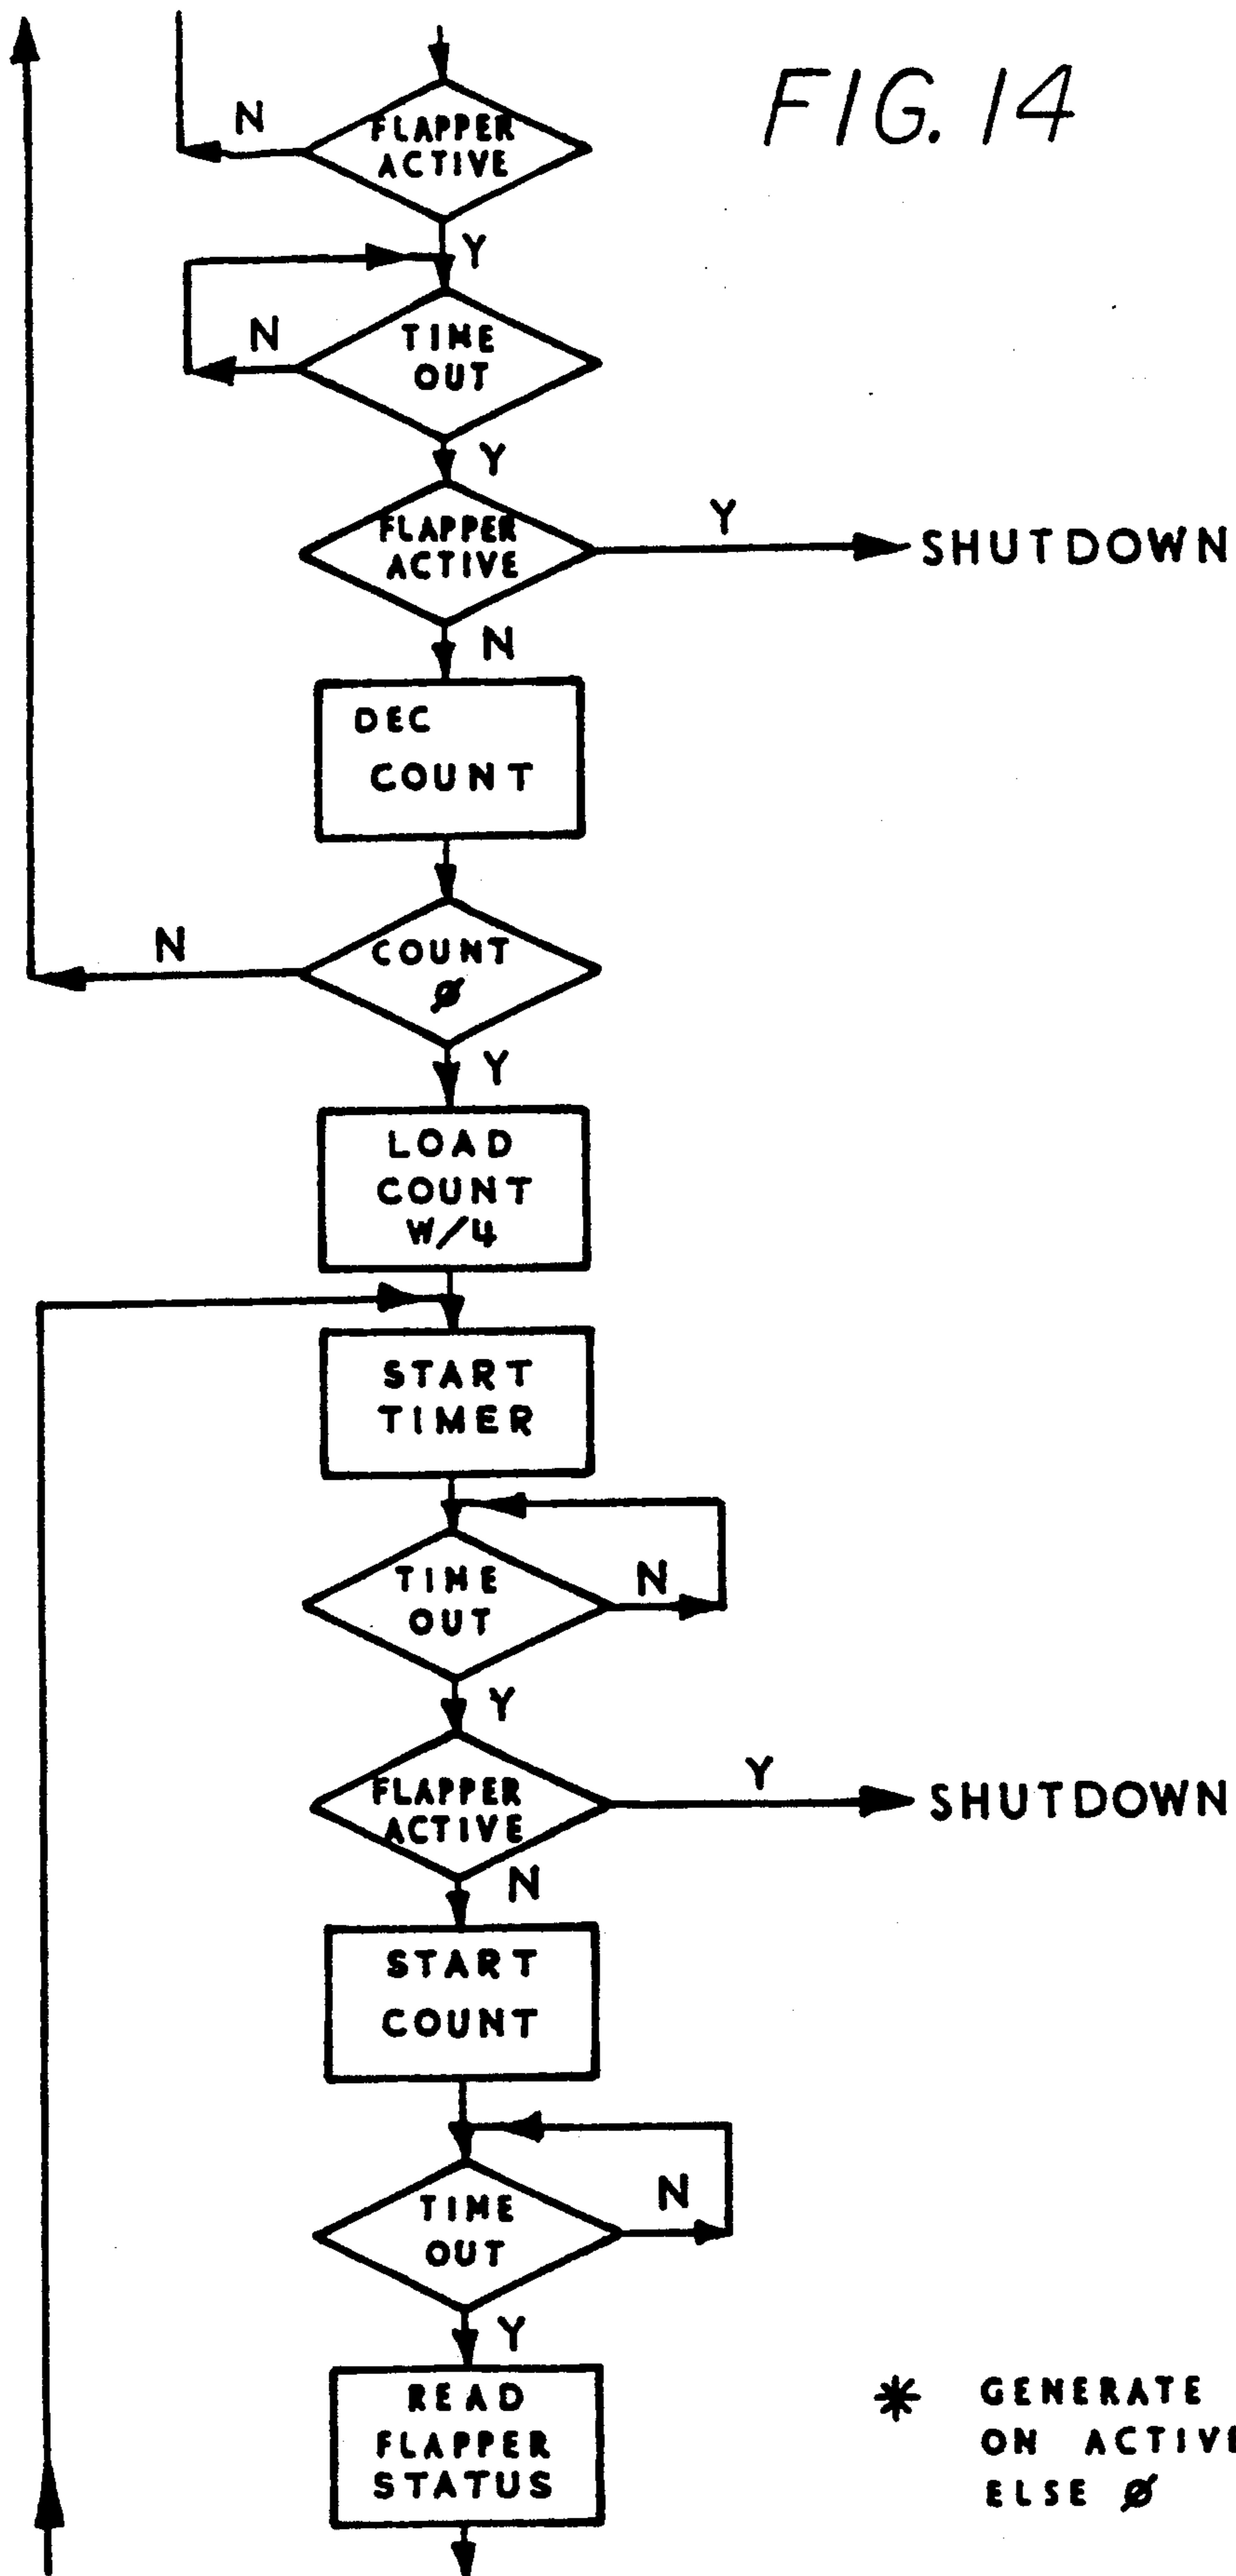 FIG. 14
N
FLAPPER
ACTIVE
Y
N
TIME
OUT
Y
FLAPPER
ACTIVE
Y
SHUTDOWN
N
DEC
COUNT
N
COUNT
Ø
Y
LOAD
COUNT
W/4
START
TIMER
TIME
OUT
N
Y
FLAPPER
ACTIVE
Y
SHUTDOWN
N
START
COUNT
TIME
OUT
N
Y
READ
FLAPPER
STATUS
* GENERATE
ON ACTIVE
ELSE Ø